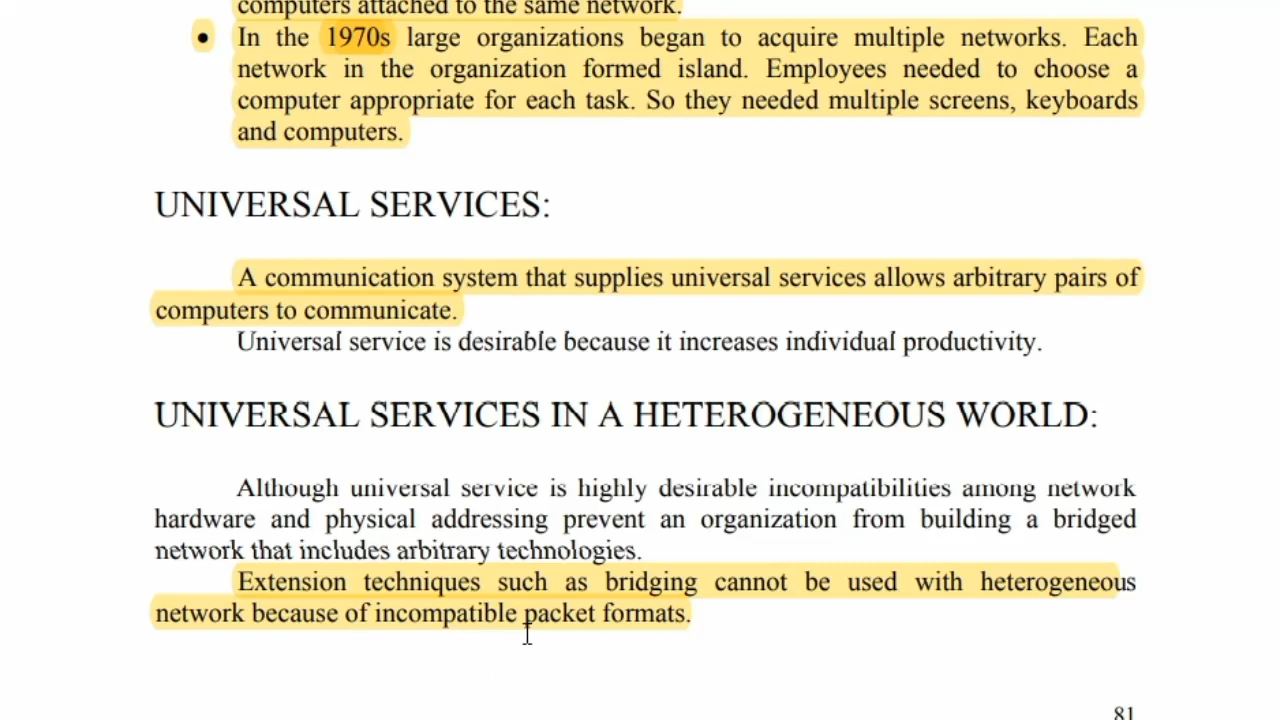 computers attached to the same network.
• In the 1970s large organizations began to acquire multiple networks. Each
network in the organization formed island. Employees needed to choose a
computer appropriate for each task. So they needed multiple screens, keyboards
and computers.
UNIVERSAL SERVICES:
A communication system that supplies universal services allows arbitrary pairs of
computers to communicate.
Universal service is desirable because it increases individual productivity.
UNIVERSAL SERVICES IN A HETEROGENEOUS WORLD:
Although universal service is highly desirable incompatibilities among network
hardware and physical addressing prevent an organization from building a bridged
network that includes arbitrary technologies.
Extension techniques such as bridging cannot be used with heterogeneous
network because of incompatible packet formats.
81